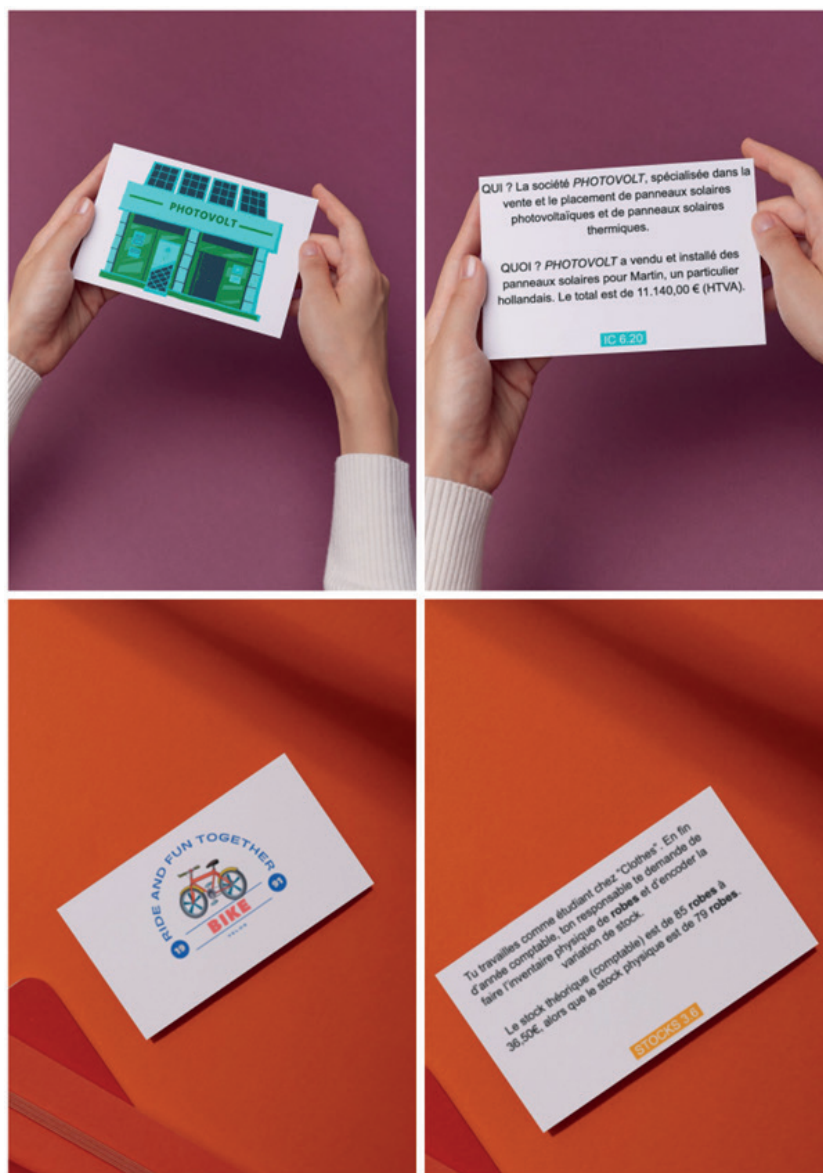 PHOTOVOLT
QUI ? La société PHOTOVOLT, spécialisée dans la
vente et le placement de panneaux solaires
photovoltaïques et de panneaux solaires
thermiques.
QUOI ? PHOTOVOLT a vendu et installé des
panneaux solaires pour Martin, un particulier
hollandais. Le total est de 11.140,00 € (HTVA).
IC 6.20
RIDE AND FUN TOGETHER
BIKE
Tu travailles comme étudiant chez “Clothes”. En fin
d'année comptable, ton responsable te demande de
faire l'inventaire physique de robes et d'encoder la
variation de stock.
Le stock théorique (comptable) est de 85 robes à
36,50€, alors que le stock physique est de 79 robes.
STOCKS 3.6